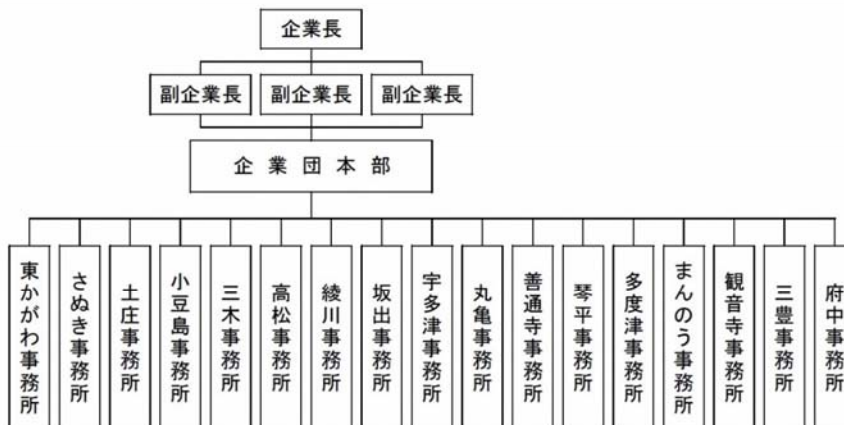 企業長
副企業長
副企業長
副企業長
企業団本部
東かがわ事務所
さぬき事務所
土庄事務所
小豆島事務所
三木事務所
高松事務所
綾川事務所
坂出事務所
宇多津事務所
丸亀事務所
善通寺事務所
琴平事務所
多度津事務所
まんのう事務所
観音寺事務所
三豊事務所
府中事務所